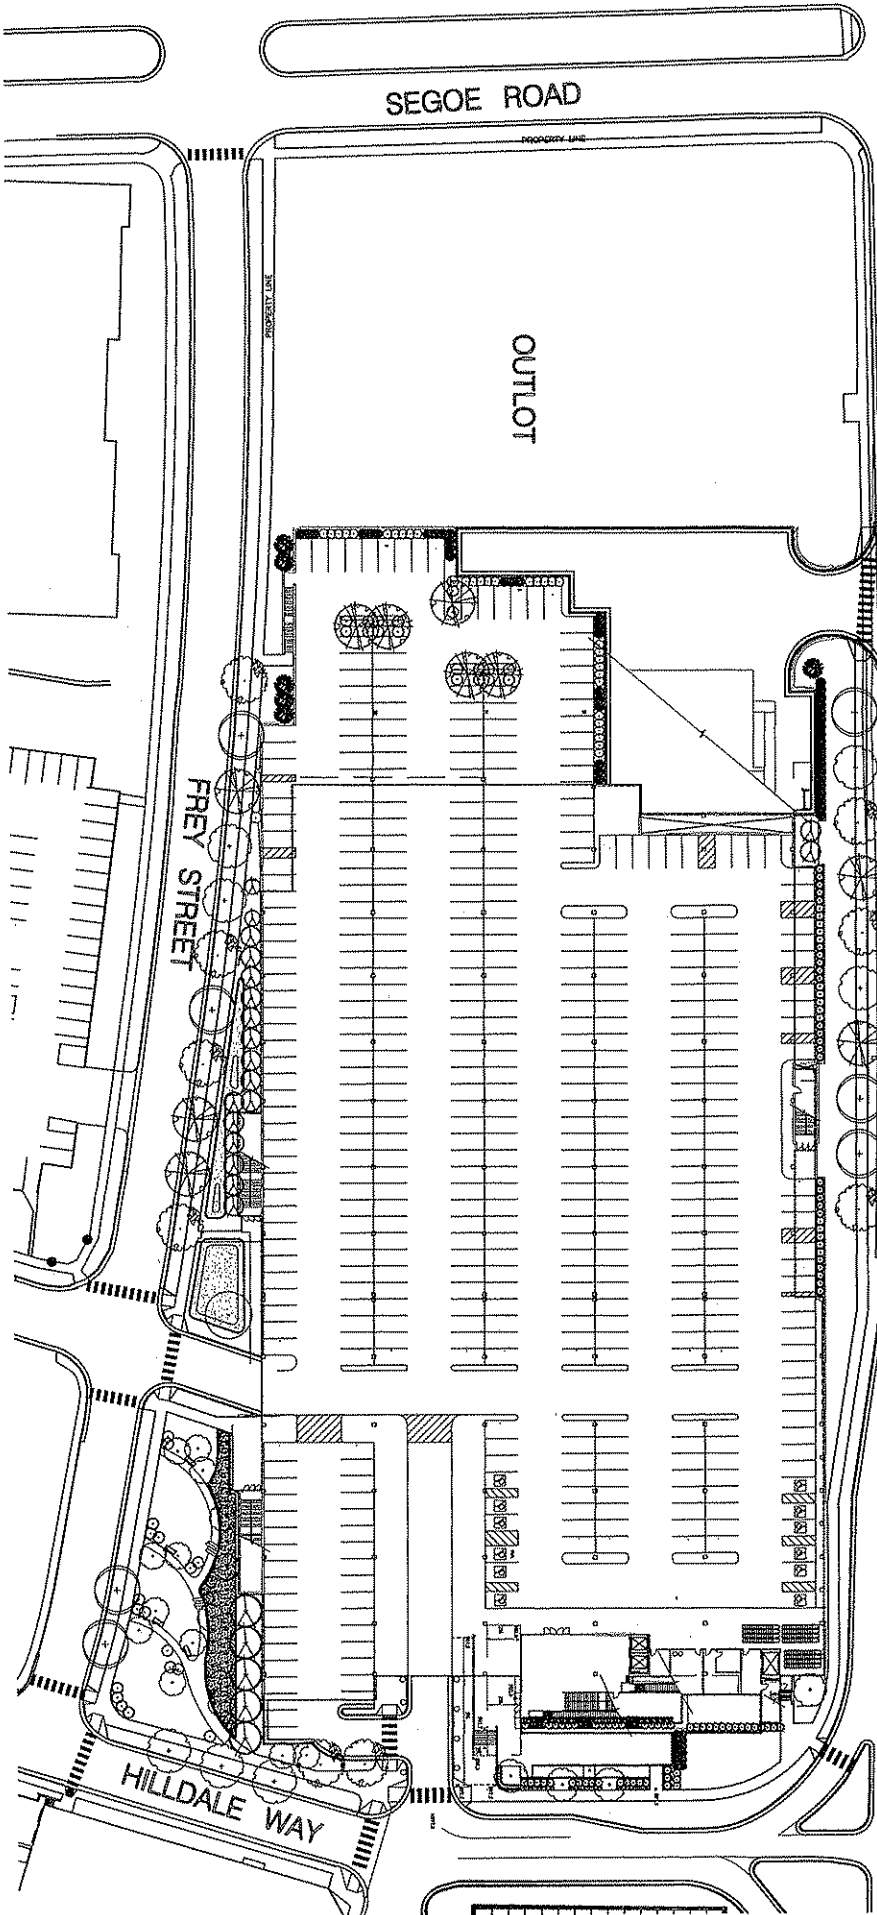 SEGOE ROAD
PROPERTY LINE
PROPERTY LINE
OUTLOT
FREY STREET
HILLDALE WAY